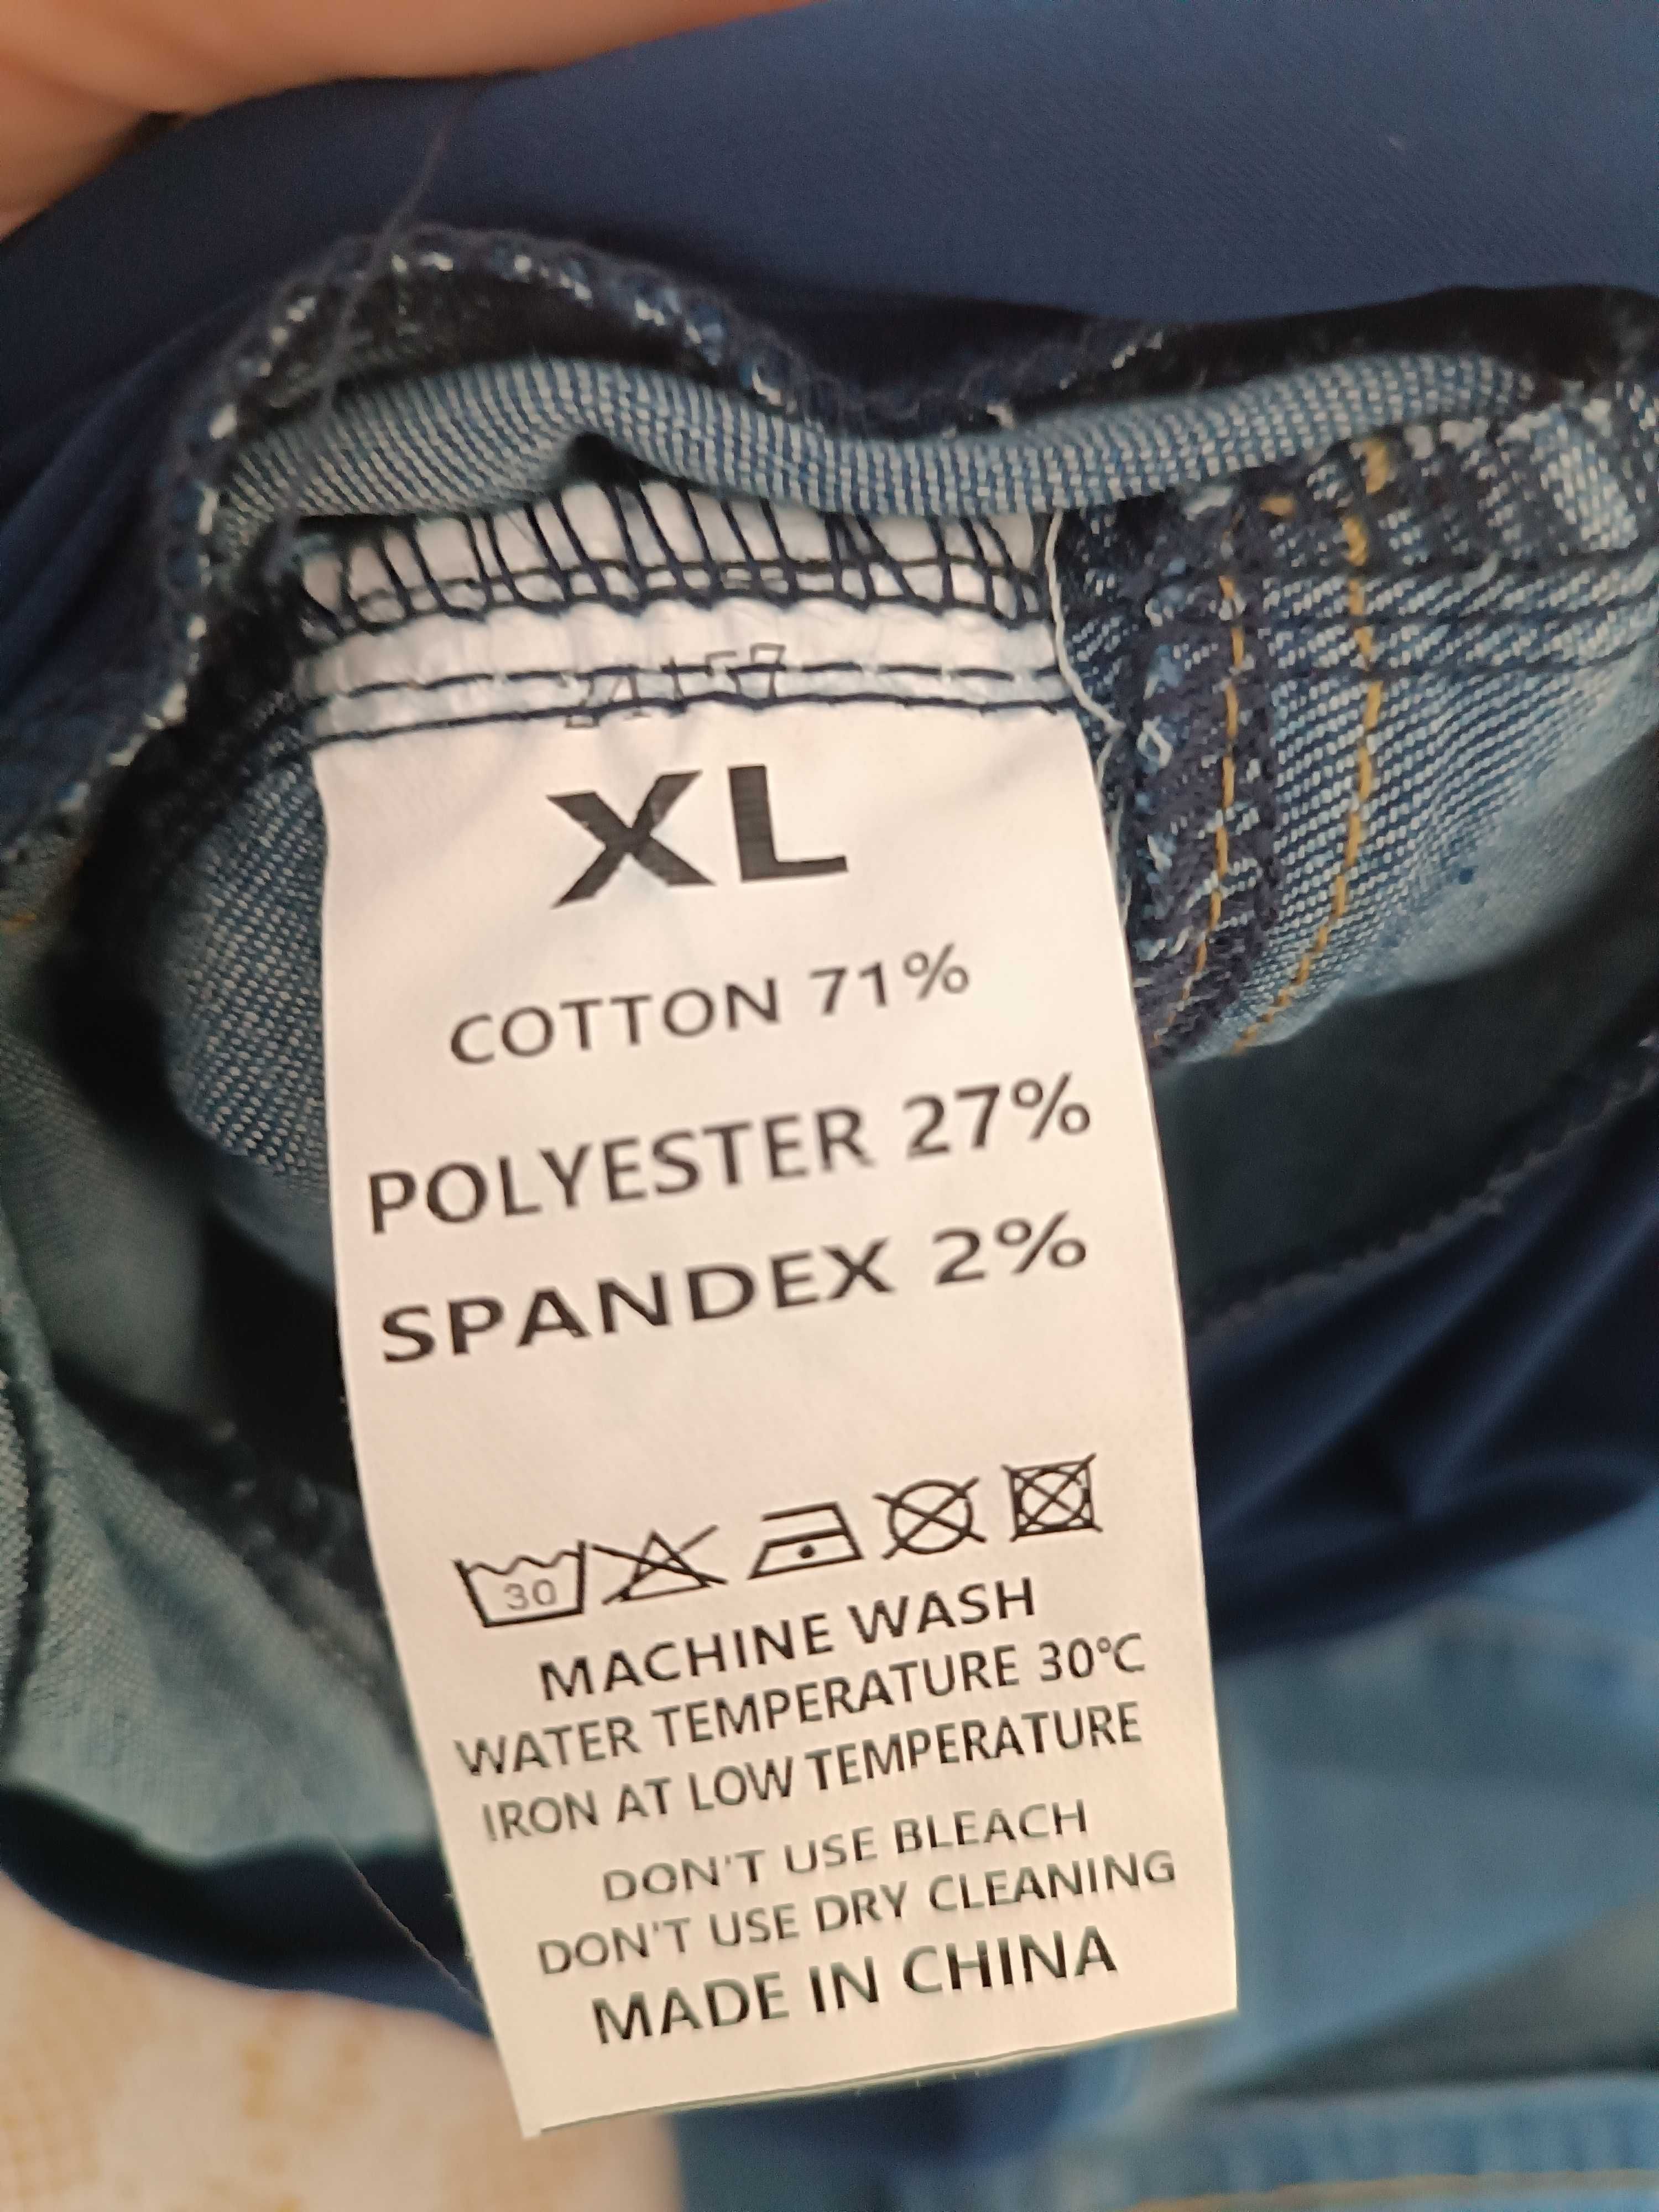 XL
COTTON 71%
POLYESTER 27%
SPANDEX 2%
30
MACHINE WASH
WATER TEMPERATURE 30°C
IRON AT LOW TEMPERATURE
DON'T USE BLEACH
DON'T USE DRY CLEANING
MADE IN CHINA